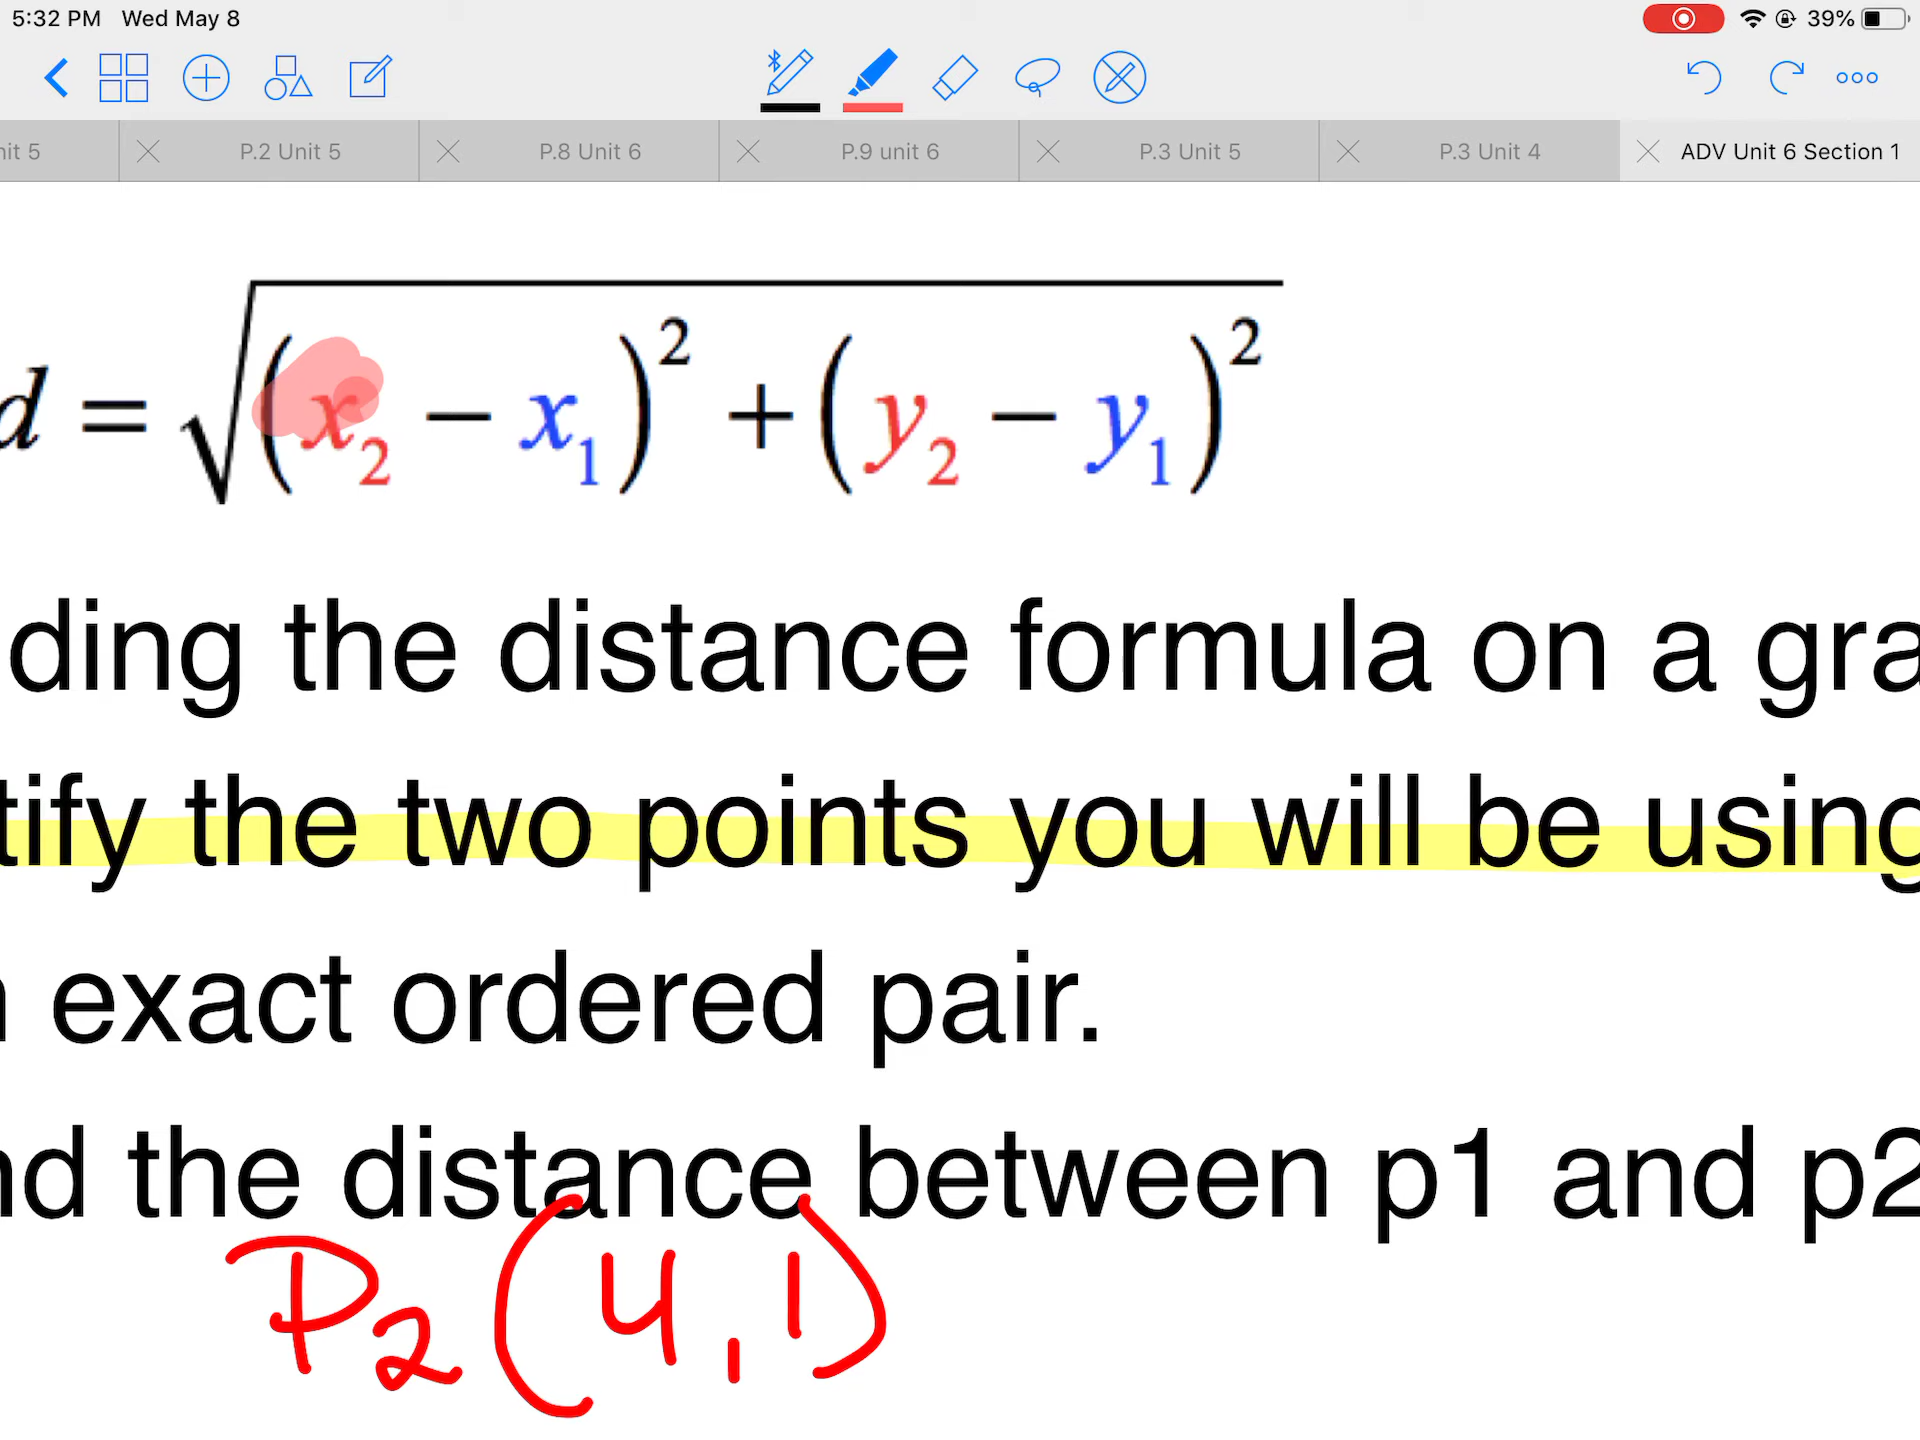 5:32 PM Wed May 8 39%
nit 5 P.2 Unit 5 P.8 Unit 6 P.9 unit 6 P.3 Unit 5 P.3 Unit 4 ADV Unit 6 Section 1
d = √(x₂ − x₁)² + (y₂ − y₁)²
ding the distance formula on a gra
tify the two points you will be using
exact ordered pair.
nd the distance between p1 and p2
P₂ (4,1)